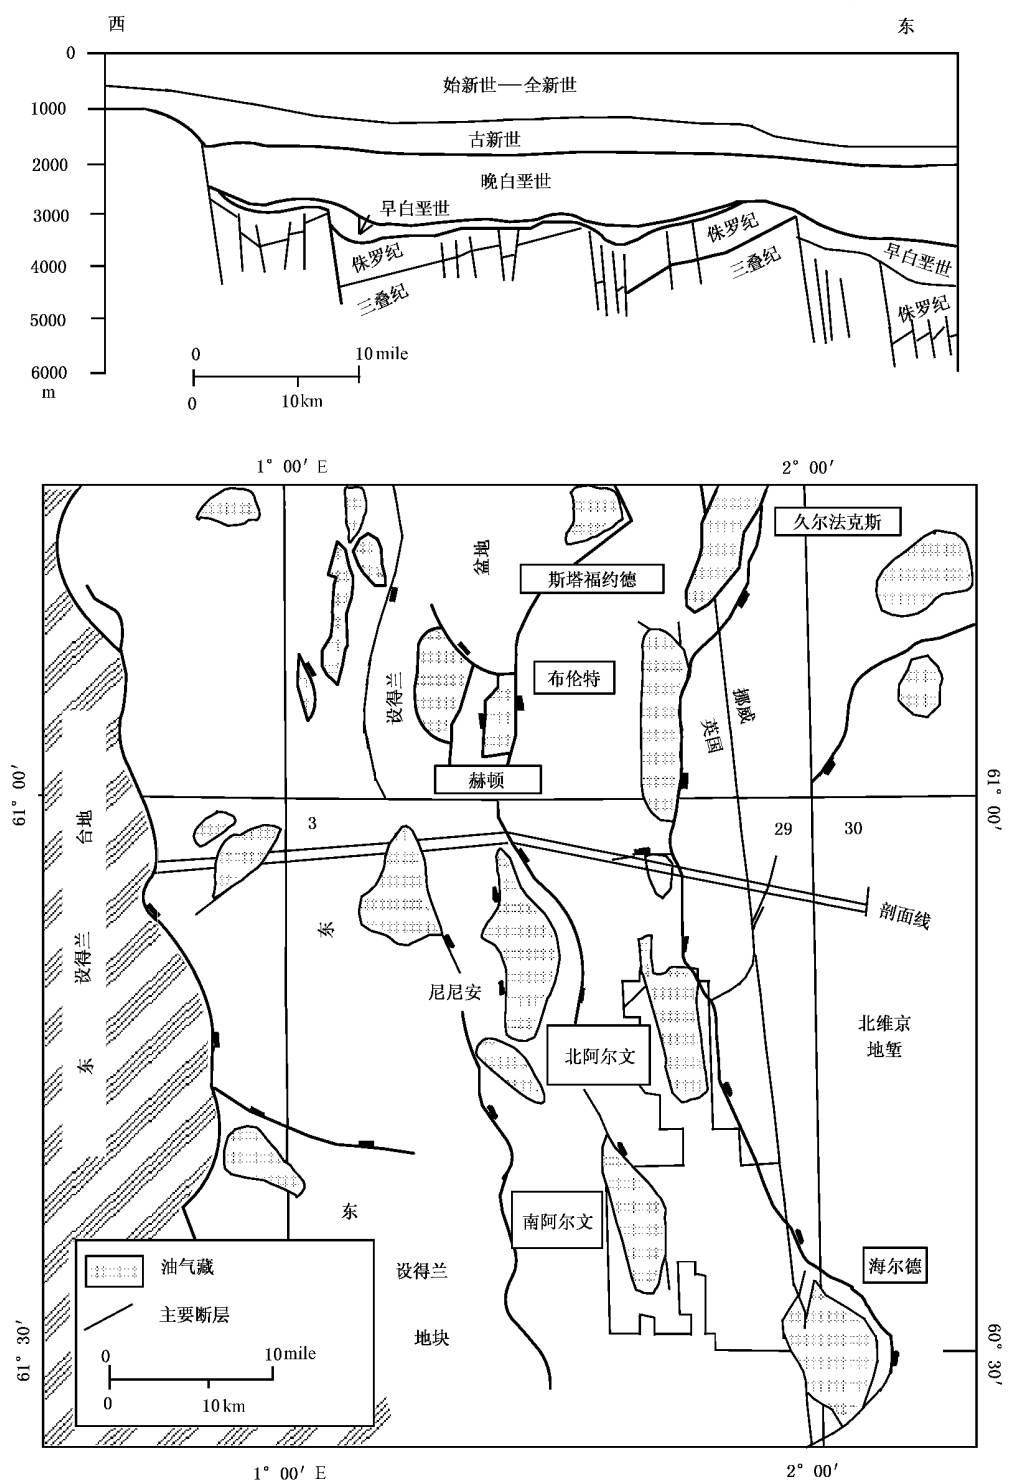 西
东
0
始新世—全新世
1000
古新世
2000
晚白垩世
3000
早白垩世
侏罗纪
侏罗纪
早白垩世
4000
三叠纪
三叠纪
侏罗纪
5000
6000
m
0
10 mile
0
10 km
1° 00′ E
2° 00′
久尔法克斯
盆地
斯塔福约德
布伦特
设得兰
挪威
英国
赫顿
61° 00′
61° 00′
台地
3
29
30
剖面线
东
设得兰
尼尼安
北维京
地堑
北阿尔文
东
东
南阿尔文
设得兰
海尔德
油气藏
主要断层
地块
0
10 mile
0
10 km
61° 30′
60° 30′
1° 00′ E
2° 00′